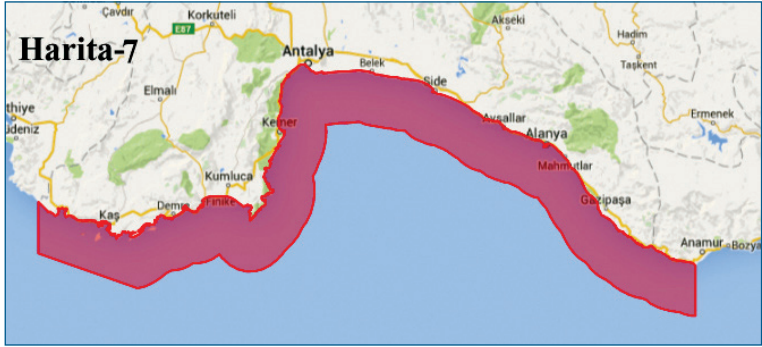 Çavdır
Korkuteli
Akseki
E87
Hadim
Harita-7
Antalya
Belek
Taşkent
Side
Elmalı
thiye
Ermenek
Avsallar
üdeniz
Kemer
Alanya
Mahmutlar
Kumluca
Gazipaşa
Demre
Finike
Kaş
Anamur
Bozya